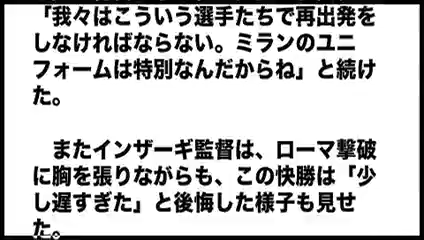 「我々はこういう選手たちで再出発を
しなければならない。ミランのユニ
フォームは特別なんだからね」と続け
た。
またインザーギ監督は、ローマ撃破
に胸を張りながらも、この快勝は「少
し遅すぎた」と後悔した様子も見せ
た。